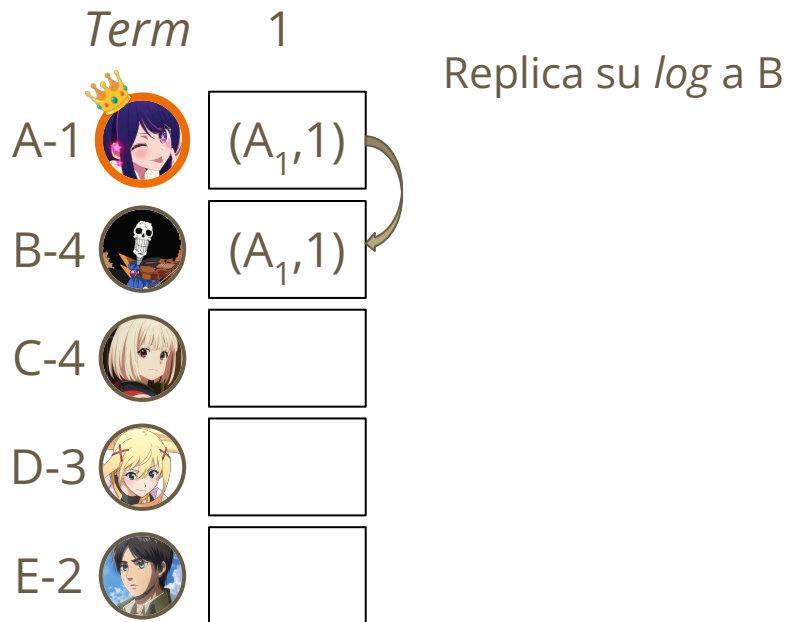 Term 1
Replica su log a B
A-1 (A₁,1)
B-4 (A₁,1)
C-4
D-3
E-2